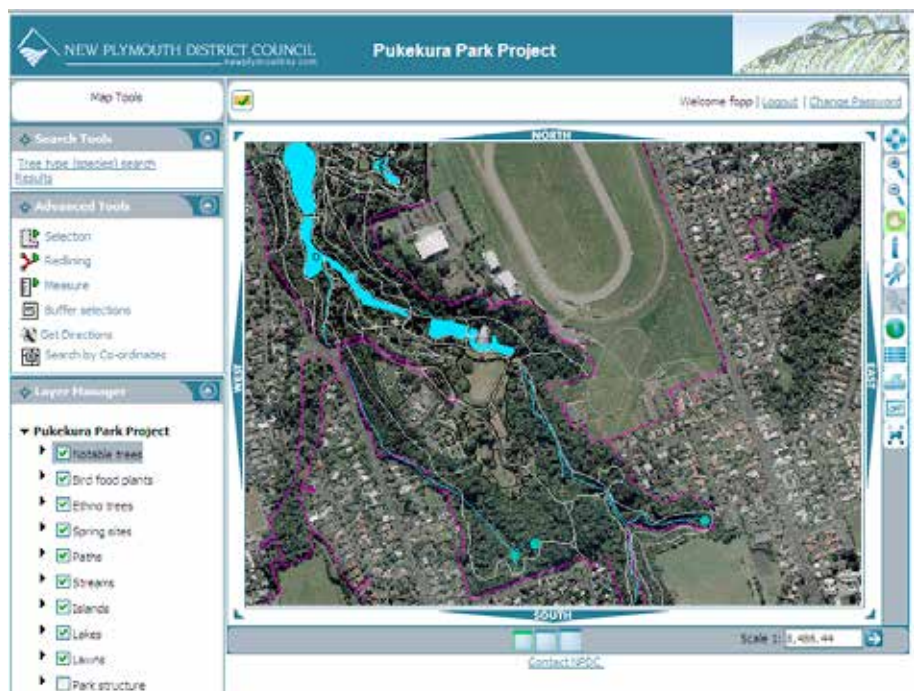 NEW PLYMOUTH DISTRICT COUNCIL
newplymouthnz.com
Pukekura Park Project
Map Tools
Welcome fopp | Logout | Change Password
Search Tools
Tree type (species) search
Results
Advanced Tools
Selection
Redlining
Measure
Buffer selections
Get Directions
Search by Co-ordinates
Layer Manager
Pukekura Park Project
Notable trees
Bird food plants
Ethno trees
Spring sites
Paths
Streams
Islands
Lakes
Lawns
Park structure
NORTH
WEST
EAST
SOUTH
Scale 1:
Contact NPDC.